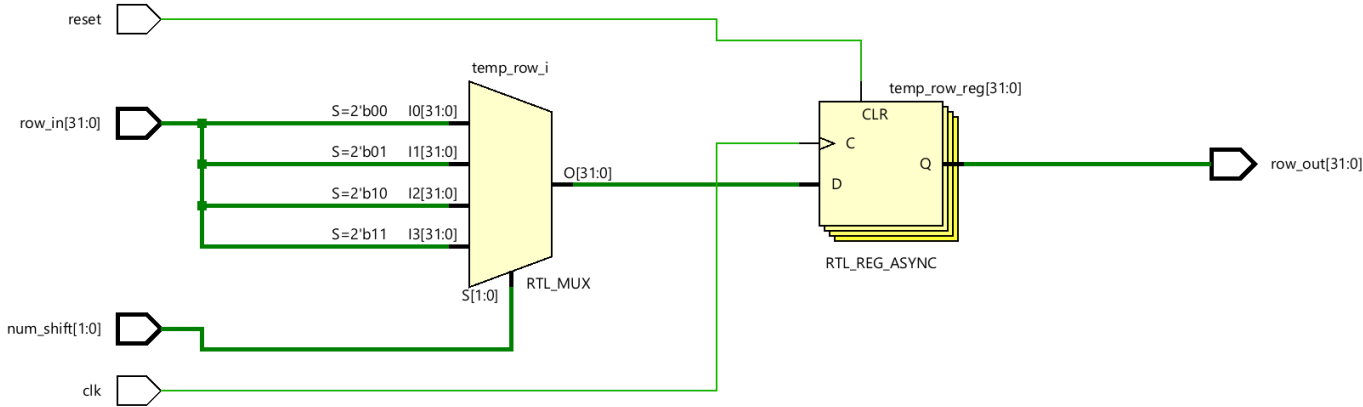 reset
temp_row_i
temp_row_reg[31:0]
CLR
row_in[31:0]
S=2'b00 I0[31:0]
C
S=2'b01 I1[31:0]
Q
row_out[31:0]
O[31:0]
D
S=2'b10 I2[31:0]
S=2'b11 I3[31:0]
RTL_REG_ASYNC
RTL_MUX
S[1:0]
num_shift[1:0]
clk